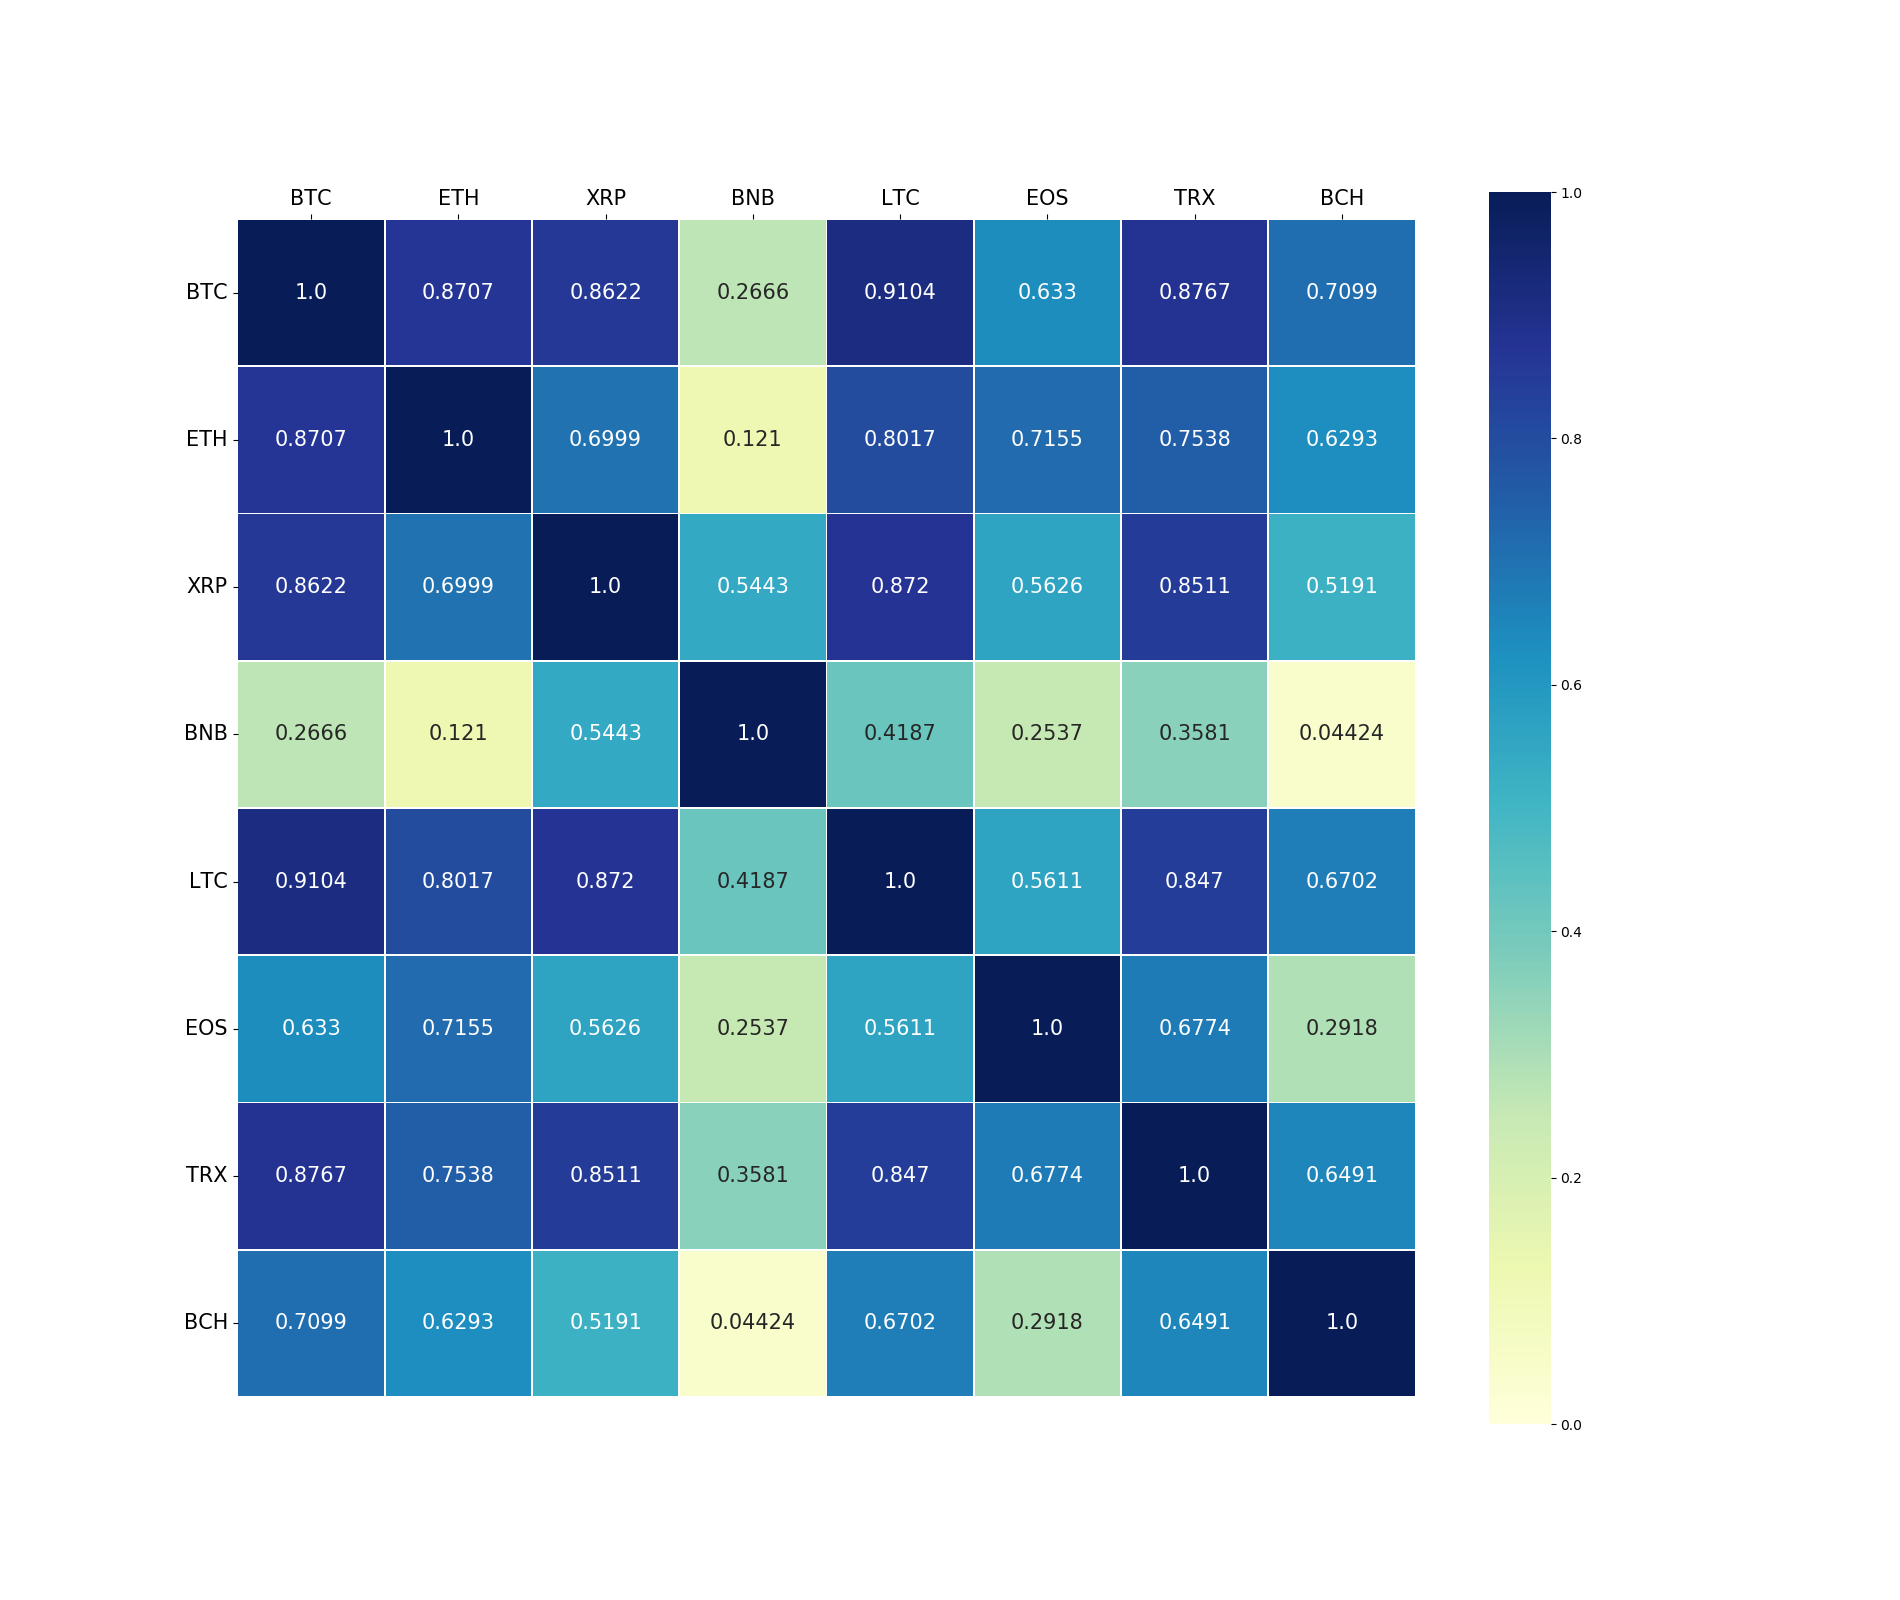 BTC ETH XRP BNB LTC EOS TRX BCH
BTC 1.0 0.8707 0.8622 0.2666 0.9104 0.633 0.8767 0.7099
ETH 0.8707 1.0 0.6999 0.121 0.8017 0.7155 0.7538 0.6293
XRP 0.8622 0.6999 1.0 0.5443 0.872 0.5626 0.8511 0.5191
BNB 0.2666 0.121 0.5443 1.0 0.4187 0.2537 0.3581 0.04424
LTC 0.9104 0.8017 0.872 0.4187 1.0 0.5611 0.847 0.6702
EOS 0.633 0.7155 0.5626 0.2537 0.5611 1.0 0.6774 0.2918
TRX 0.8767 0.7538 0.8511 0.3581 0.847 0.6774 1.0 0.6491
BCH 0.7099 0.6293 0.5191 0.04424 0.6702 0.2918 0.6491 1.0
1.0
0.8
0.6
0.4
0.2
0.0